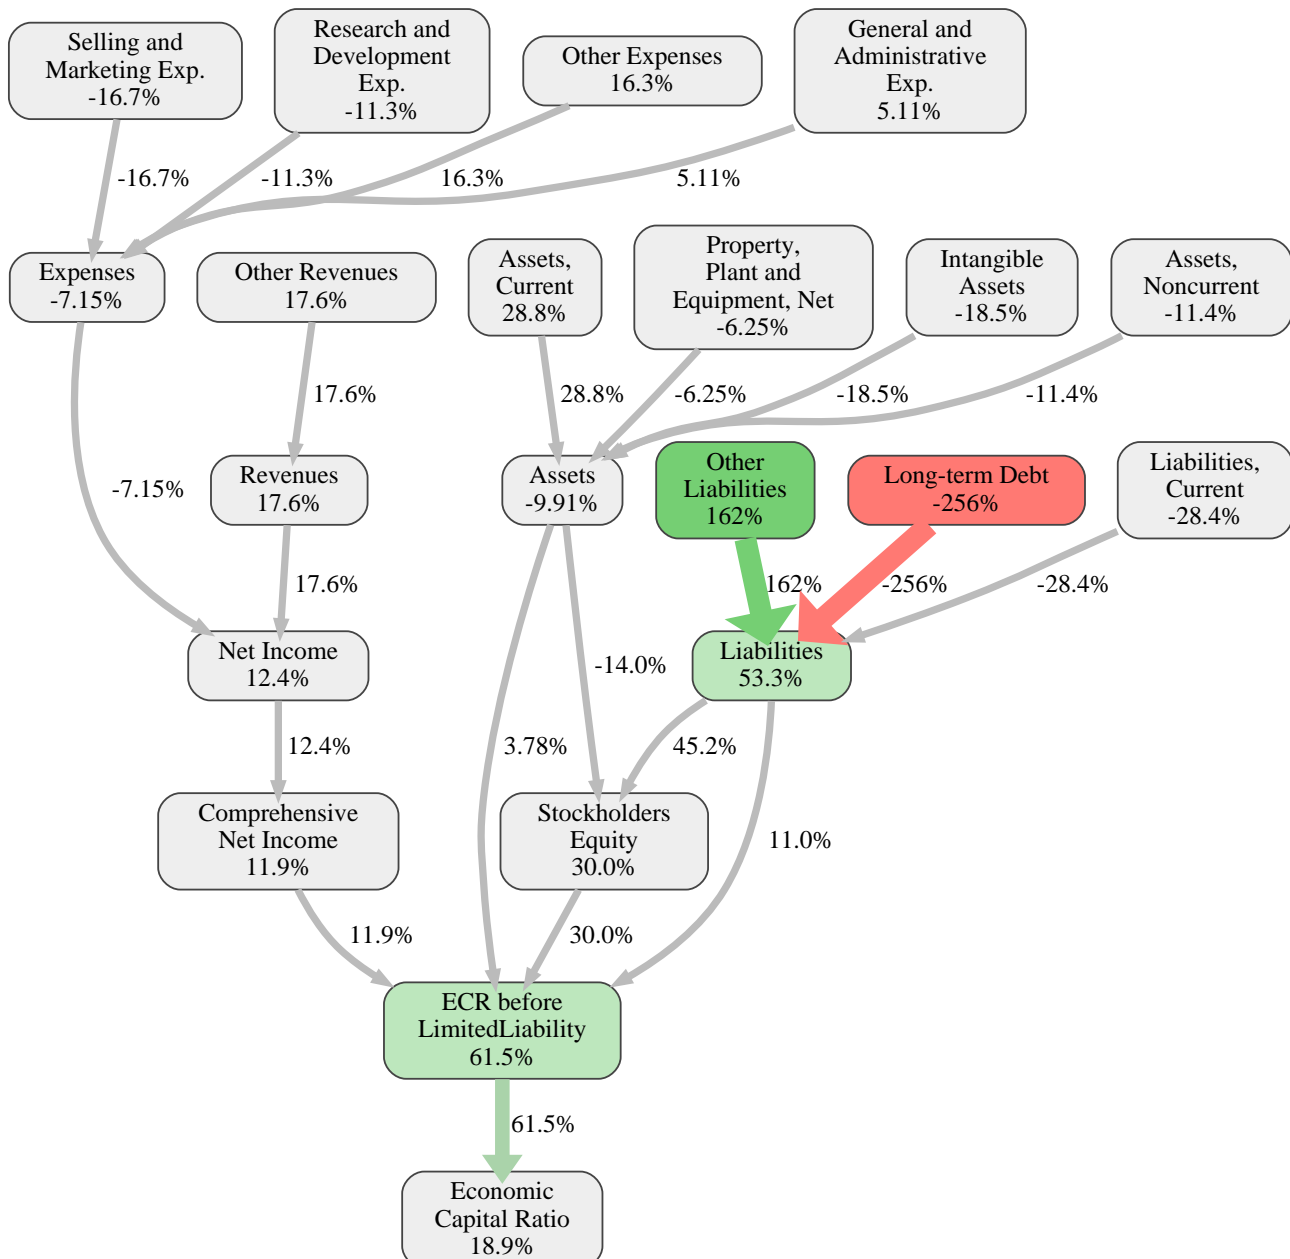 Selling and
Marketing Exp.
-16.7%
Research and
Development
Exp.
-11.3%
Other Expenses
16.3%
General and
Administrative
Exp.
5.11%
-16.7%
-11.3%
16.3%
5.11%
Expenses
-7.15%
Other Revenues
17.6%
Assets,
Current
28.8%
Property,
Plant and
Equipment, Net
-6.25%
Intangible
Assets
-18.5%
Assets,
Noncurrent
-11.4%
17.6%
28.8%
-6.25%
-18.5%
-11.4%
-7.15%
Revenues
17.6%
Assets
-9.91%
Other
Liabilities
162%
Long-term Debt
-256%
Liabilities,
Current
-28.4%
17.6%
162%
-256%
-28.4%
Net Income
12.4%
-14.0%
Liabilities
53.3%
12.4%
3.78%
45.2%
Comprehensive
Net Income
11.9%
Stockholders
Equity
30.0%
11.0%
11.9%
30.0%
ECR before
LimitedLiability
61.5%
61.5%
Economic
Capital Ratio
18.9%